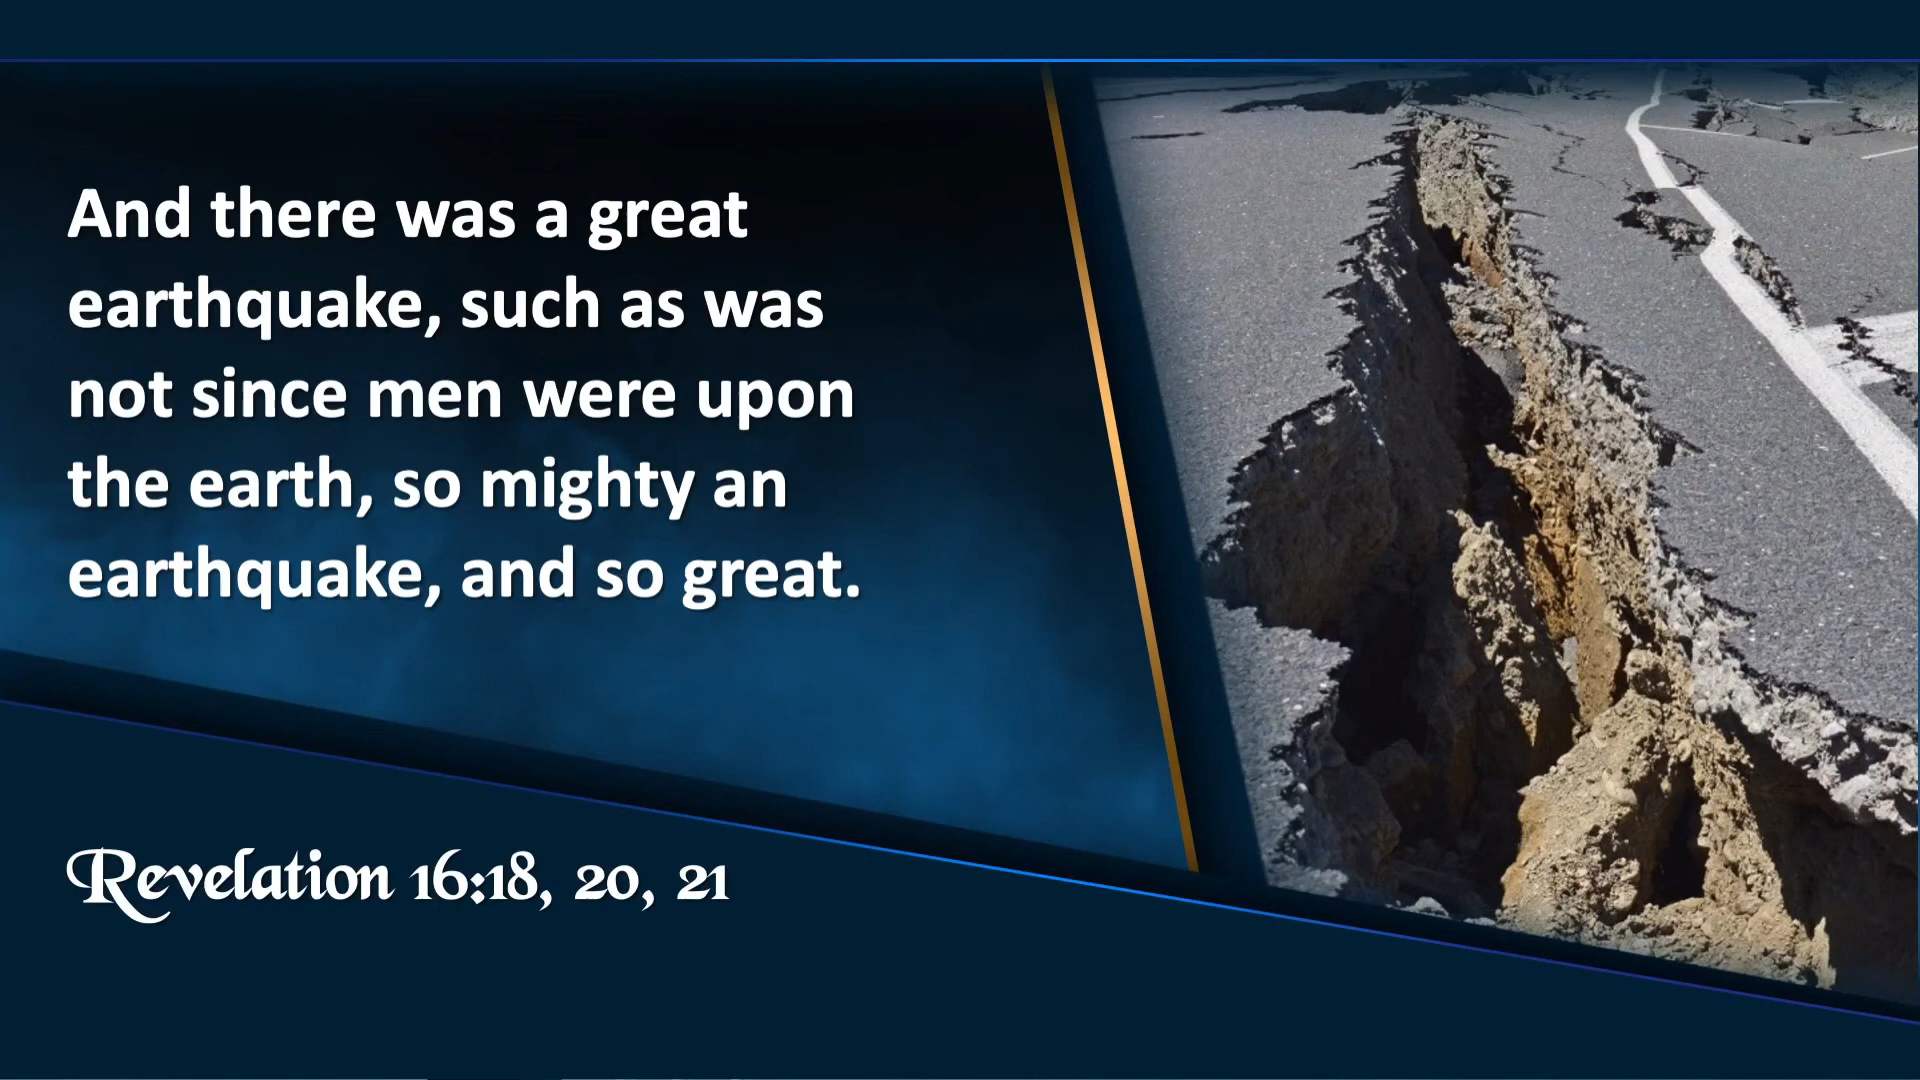 And there was a great
earthquake, such as was
not since men were upon
the earth, so mighty an
earthquake, and so great.
Revelation 16:18, 20, 21